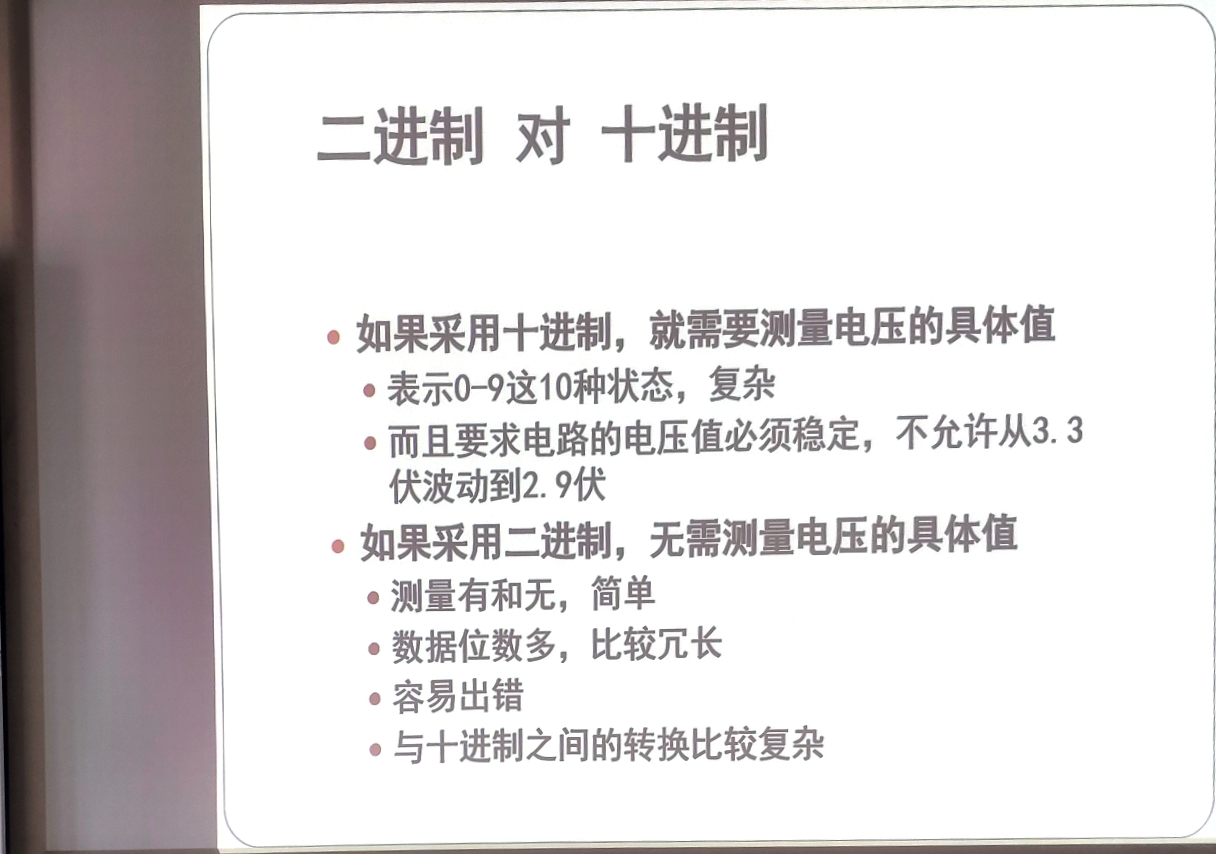 二进制 对 十进制
如果采用十进制，就需要测量电压的具体值
表示0-9这10种状态，复杂
而且要求电路的电压值必须稳定，不允许从3.3
伏波动到2.9伏
如果采用二进制，无需测量电压的具体值
测量有和无，简单
数据位数多，比较冗长
容易出错
与十进制之间的转换比较复杂